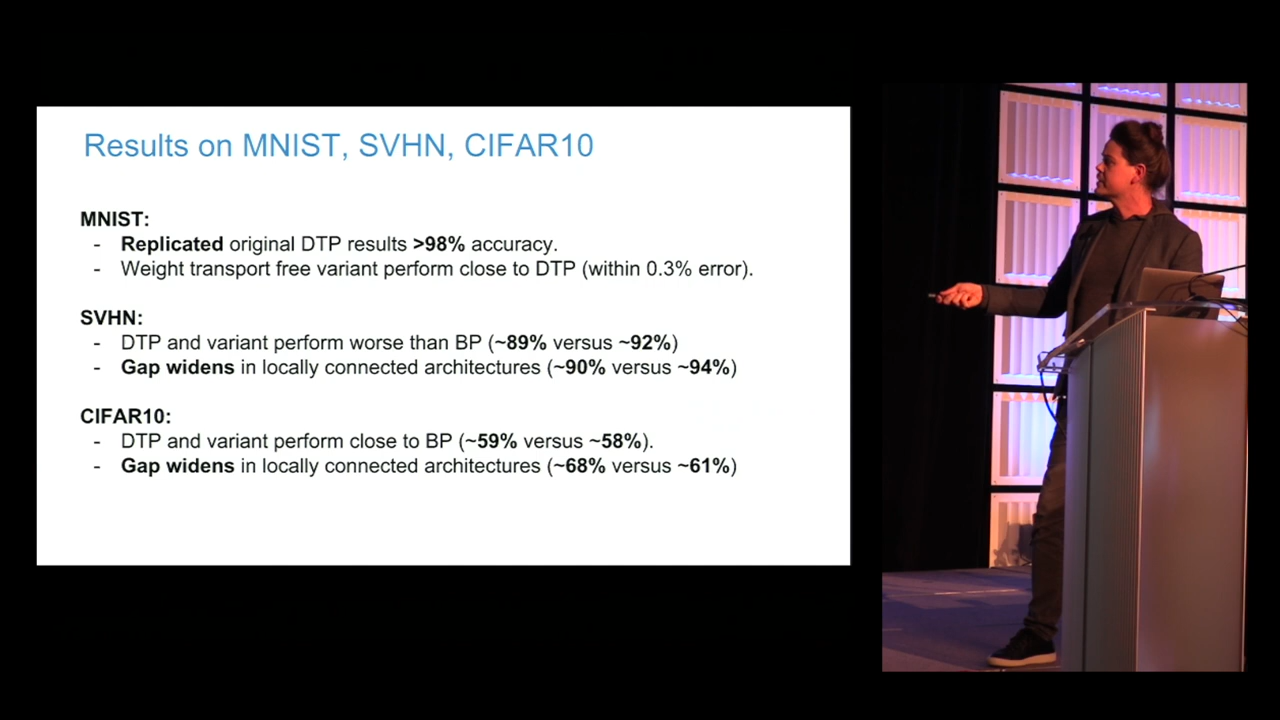 Results on MNIST, SVHN, CIFAR10
MNIST:
- Replicated original DTP results >98% accuracy.
- Weight transport free variant perform close to DTP (within 0.3% error).
SVHN:
- DTP and variant perform worse than BP (~89% versus ~92%)
- Gap widens in locally connected architectures (~90% versus ~94%)
CIFAR10:
- DTP and variant perform close to BP (~59% versus ~58%).
- Gap widens in locally connected architectures (~68% versus ~61%)